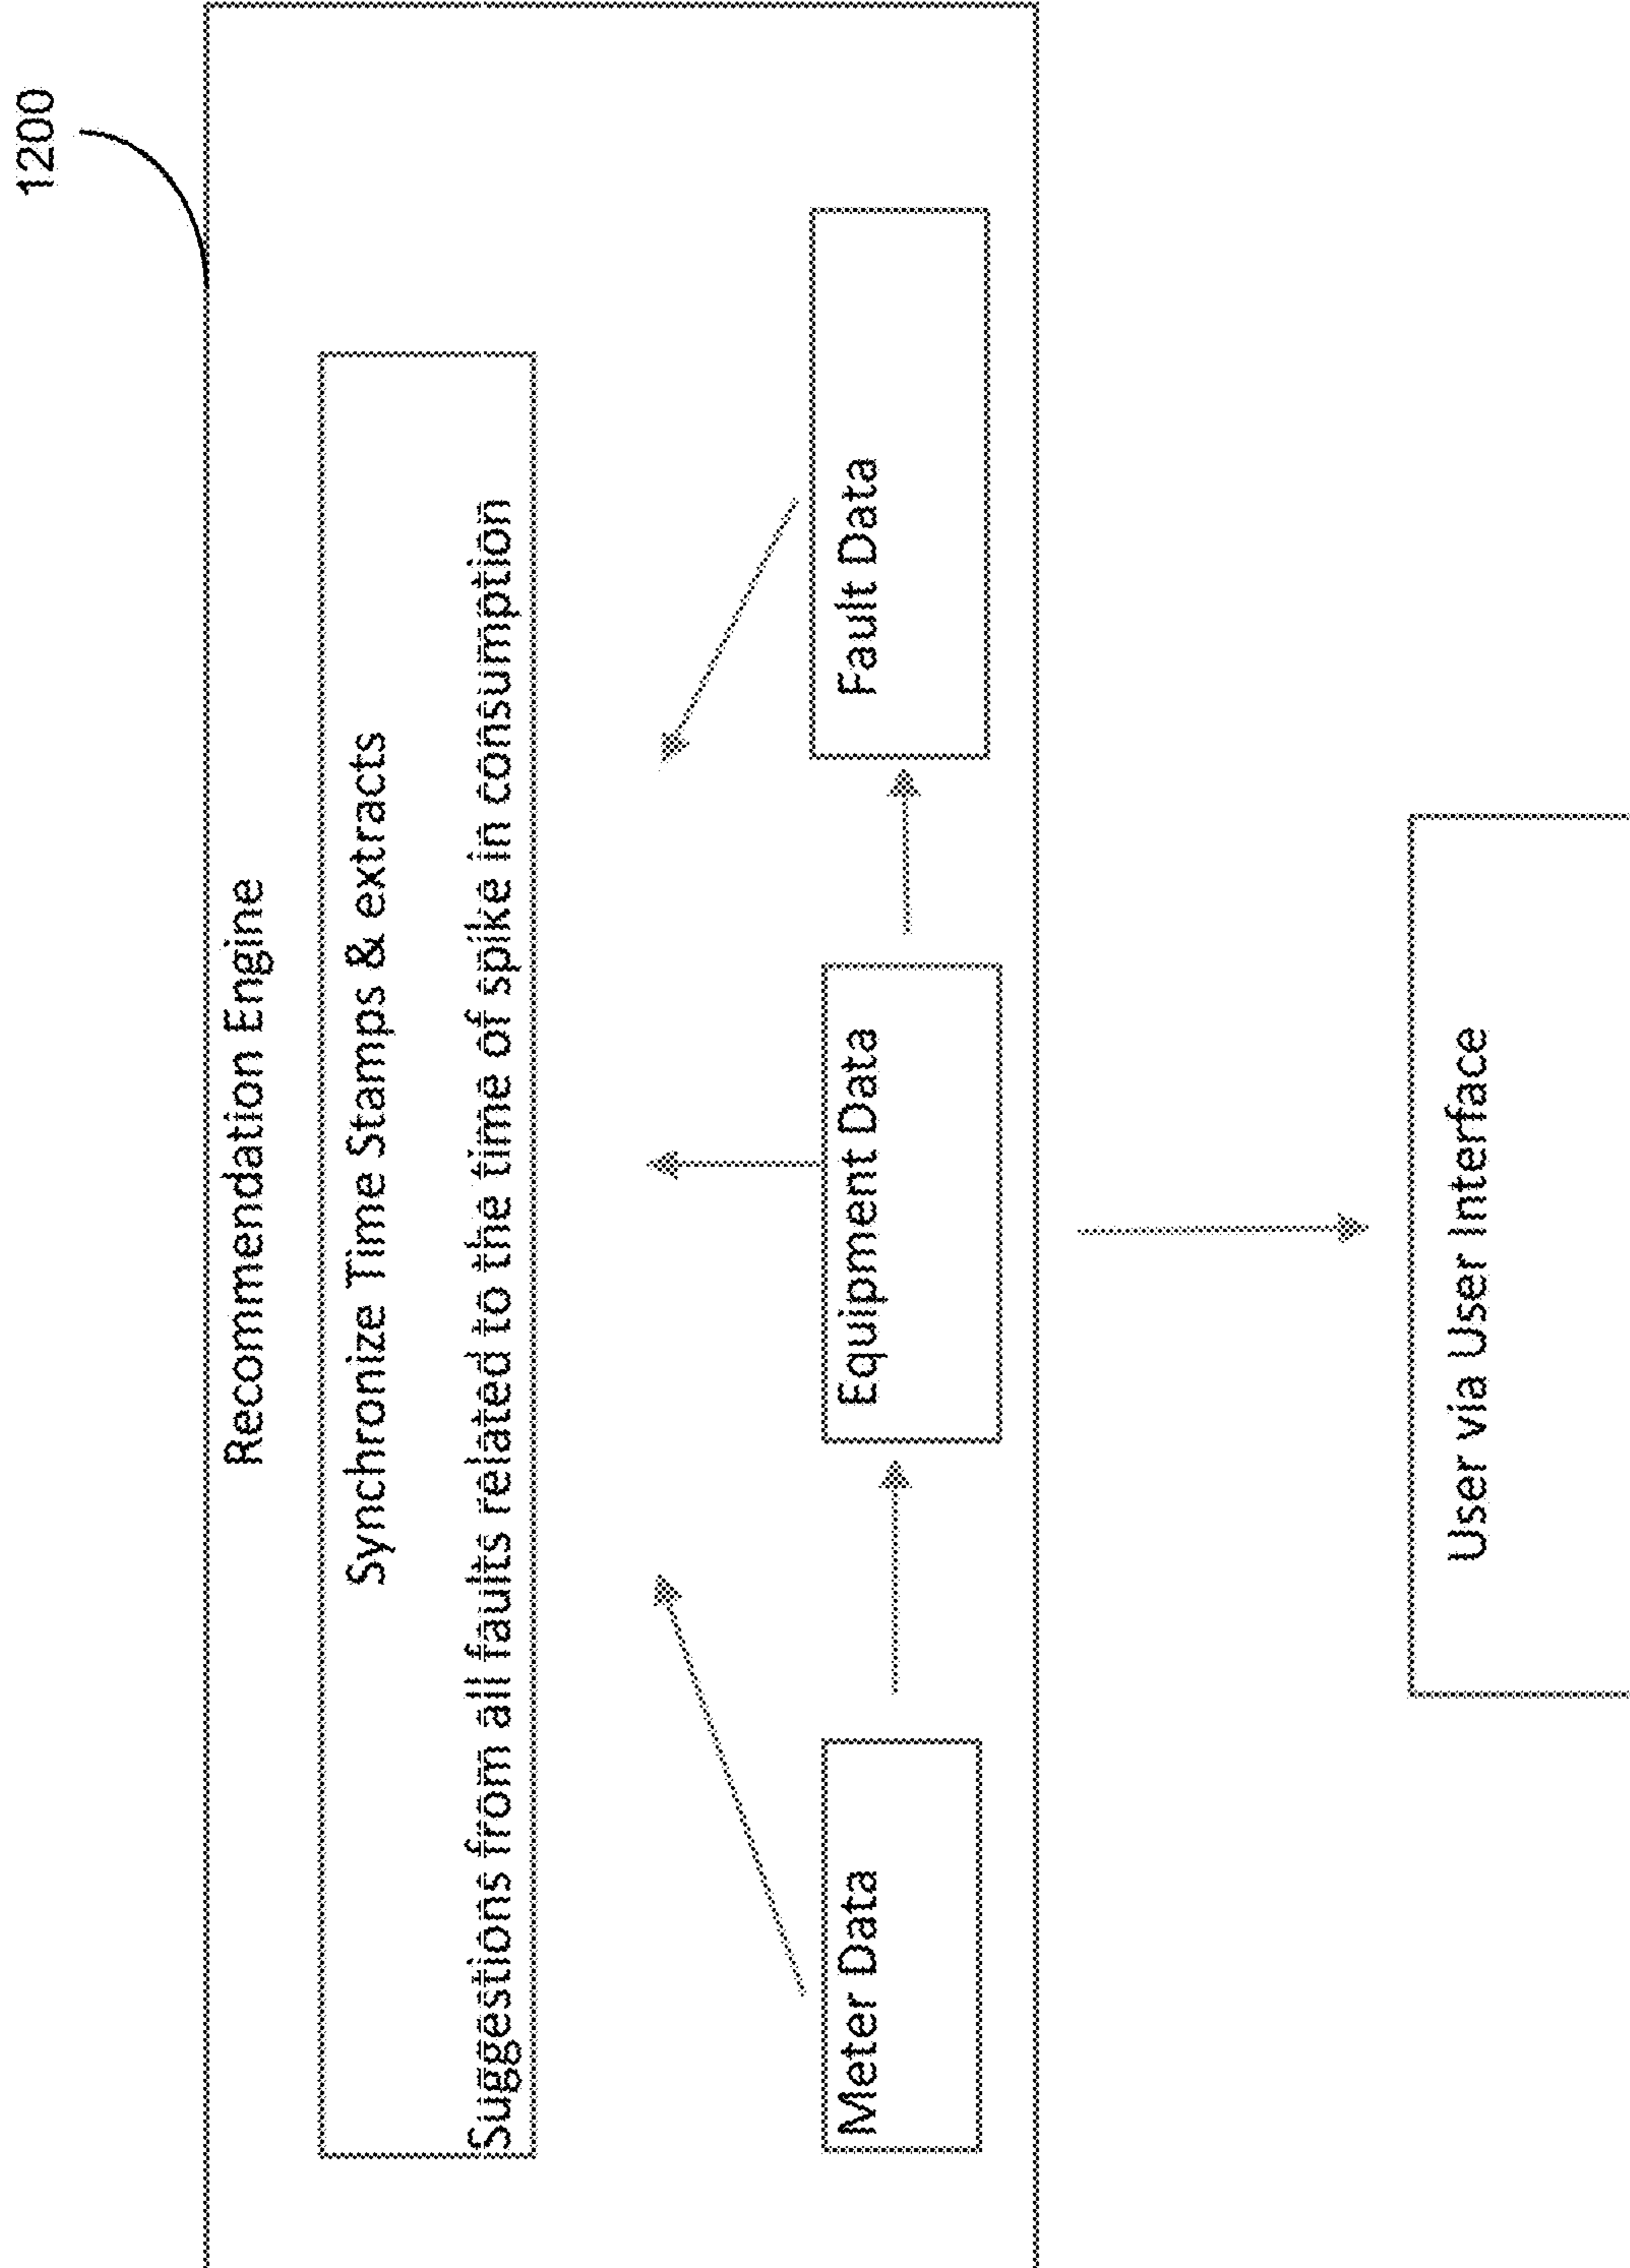 1200
Recommendation Engine
Synchronize Time Stamps & extracts
Suggestions from all faults related to the time of spike in consumption
Meter Data
Equipment Data
Fault Data
User via User Interface